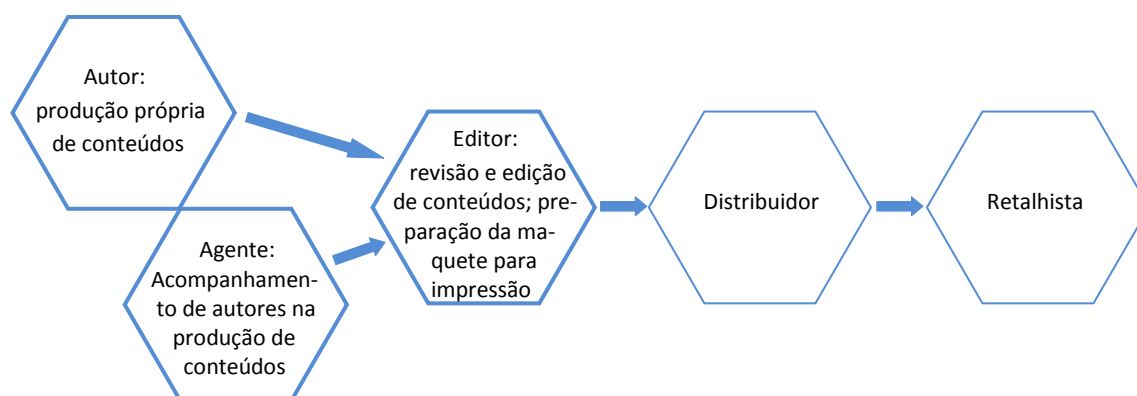 Autor:
produção própria
de conteúdos
Agente:
Acompanhamen-
to de autores na
produção de
conteúdos
Editor:
revisão e edição
de conteúdos; pre-
paração da ma-
quete para
impressão
Distribuidor
Retalhista